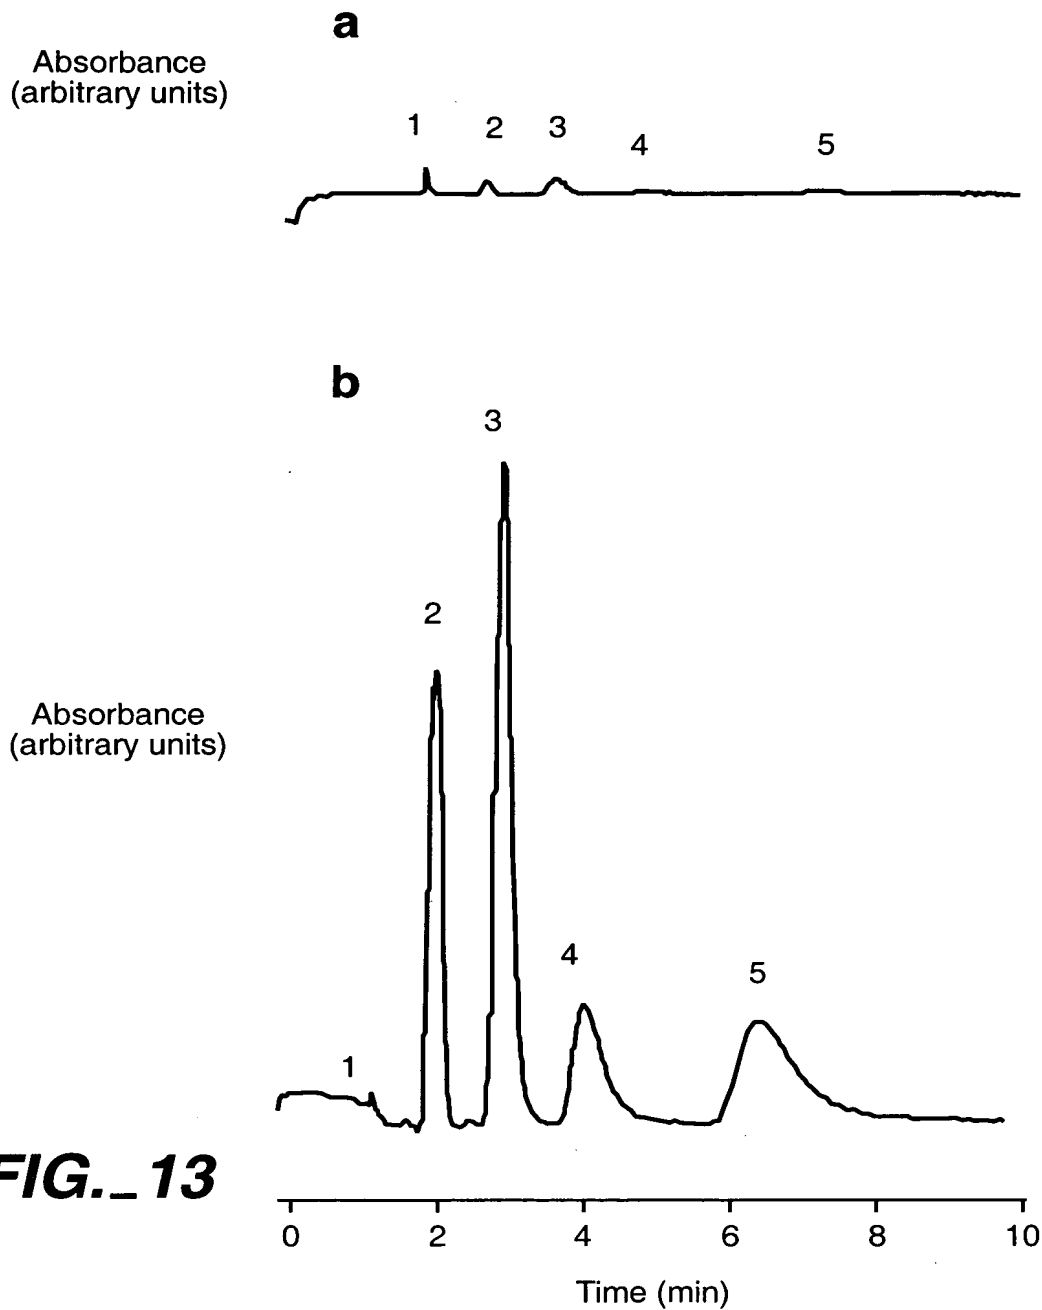 a
Absorbance
(arbitrary units)
1 2 3 4 5
b
3
2
Absorbance
(arbitrary units)
4 5
1
FIG._13
0 2 4 6 8 10
Time (min)